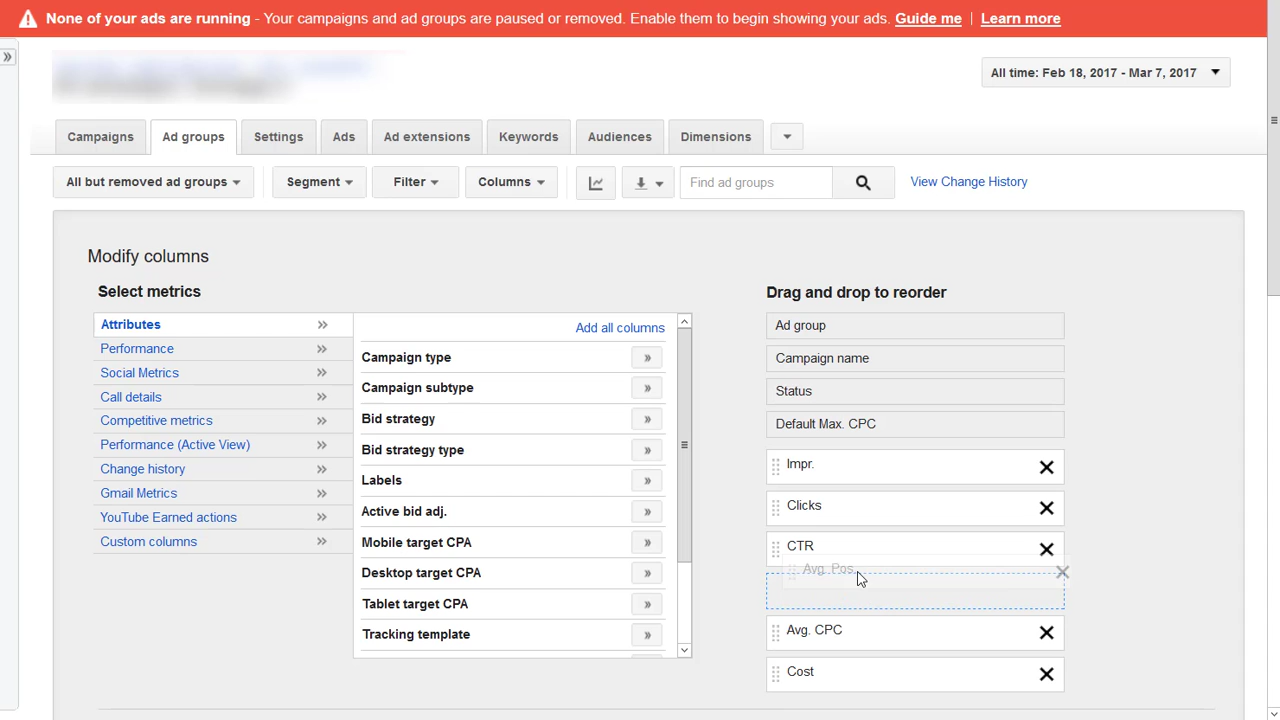 None of your ads are running - Your campaigns and ad groups are paused or removed. Enable them to begin showing your ads. Guide me | Learn more
»
All time: Feb 18, 2017 - Mar 7, 2017
Campaigns Ad groups Settings Ads Ad extensions Keywords Audiences Dimensions
All but removed ad groups Segment Filter Columns Find ad groups View Change History
Modify columns
Select metrics
Attributes »
Performance »
Social Metrics »
Call details »
Competitive metrics »
Performance (Active View) »
Change history »
Gmail Metrics »
YouTube Earned actions »
Custom columns »
Add all columns
Campaign type »
Campaign subtype »
Bid strategy »
Bid strategy type »
Labels »
Active bid adj. »
Mobile target CPA »
Desktop target CPA »
Tablet target CPA »
Tracking template »
Drag and drop to reorder
Ad group
Campaign name
Status
Default Max. CPC
Impr.
Clicks
CTR
Avg. Pos.
Avg. CPC
Cost